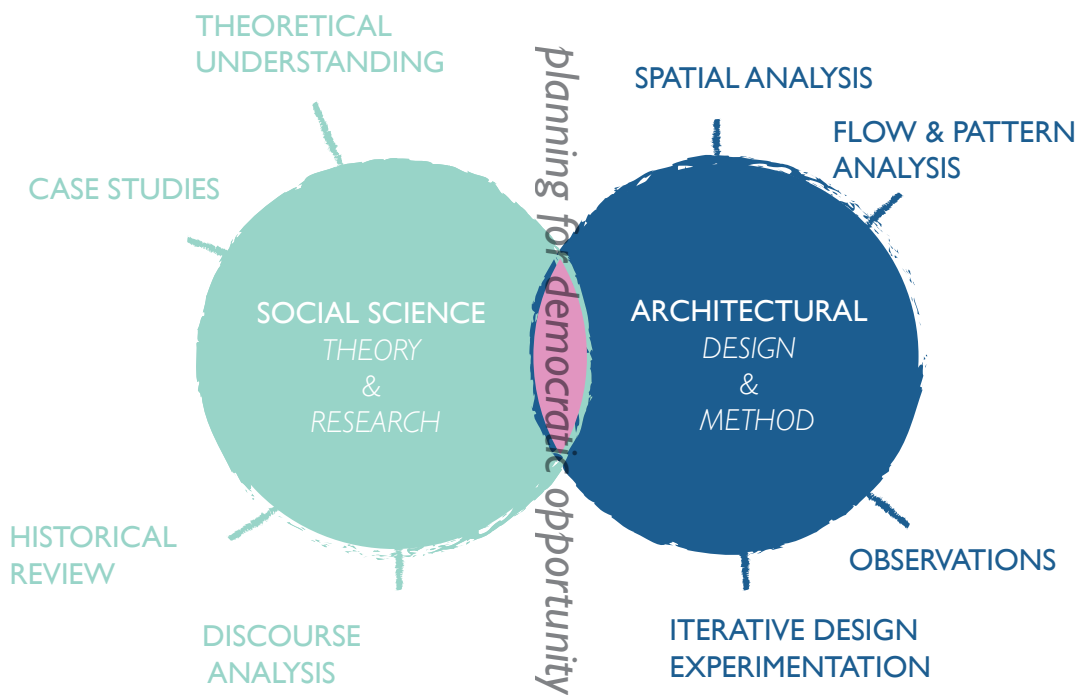 THEORETICAL
UNDERSTANDING
CASE STUDIES
SOCIAL SCIENCE
THEORY
&
RESEARCH
HISTORICAL
REVIEW
DISCOURSE
ANALYSIS
planning for democratic opportunity
SPATIAL ANALYSIS
FLOW & PATTERN
ANALYSIS
ARCHITECTURAL
DESIGN
&
METHOD
OBSERVATIONS
ITERATIVE DESIGN
EXPERIMENTATION